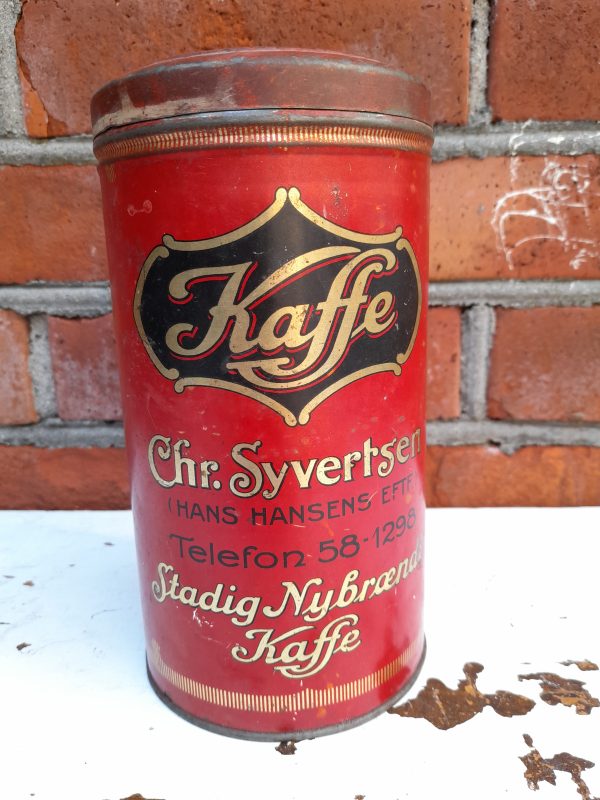 Kaffe
Chr. Syvertsen
(HANS HANSENS EFTF
Telefon 58-1298
Stadig Nybrænd
Kaffe